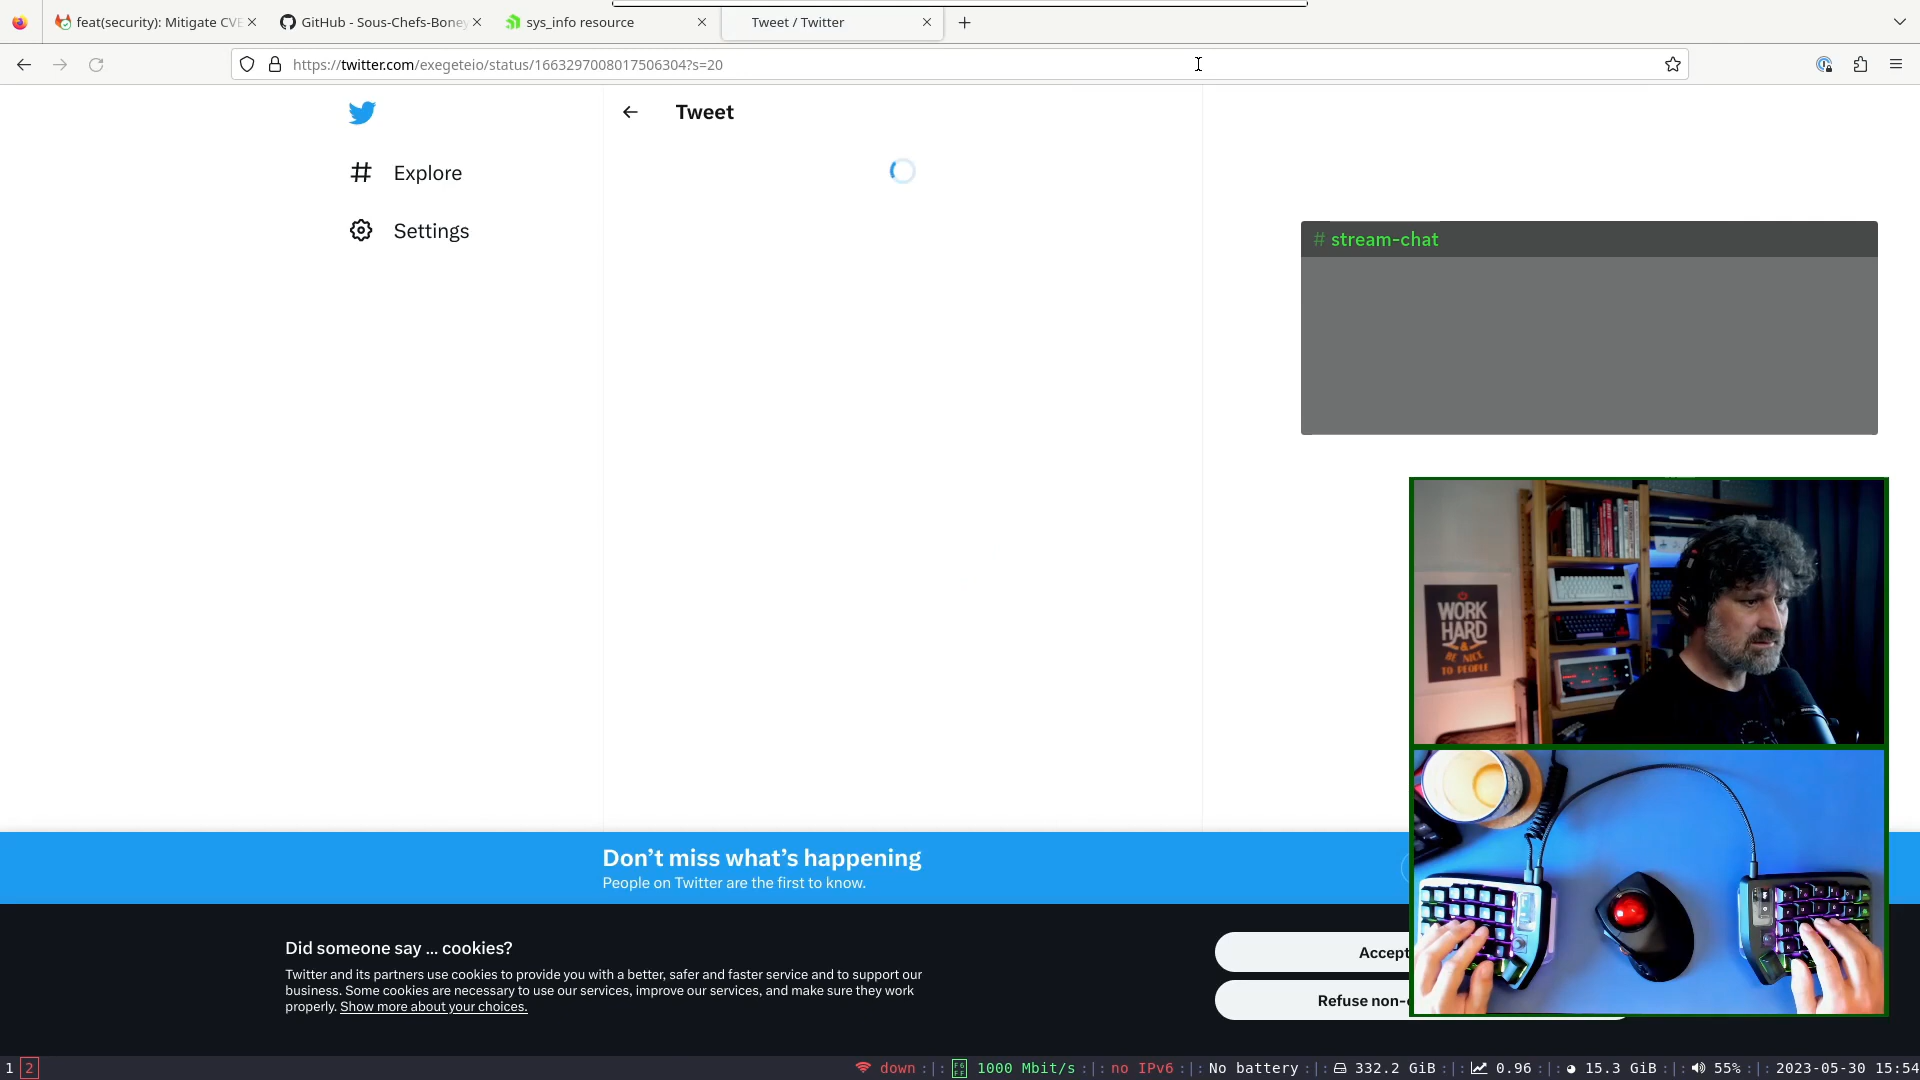 feat(security): Mitigate CVE
GitHub - Sous-Chefs-Boney
sys_info resource
Tweet / Twitter
https://twitter.com/exegeteio/status/1663297008017506304?s=20
Tweet
Explore
Settings
# stream-chat
WORK
HARD
&
BE NICE
TO PEOPLE
Don’t miss what’s happening
People on Twitter are the first to know.
Did someone say … cookies?
Twitter and its partners use cookies to provide you with a better, safer and faster service and to support our
business. Some cookies are necessary to use our services, improve our services, and make sure they work
properly. Show more about your choices.
Accept
Refuse non-
1 2
down :|: 1000 Mbit/s :|: no IPv6 :|: No battery :|: 332.2 GiB :|: 0.96 :|: 15.3 GiB :|: 55% :|: 2023-05-30 15:54